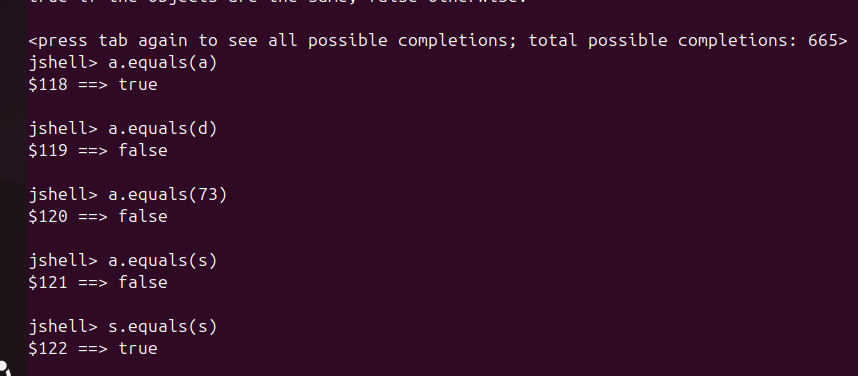 <press tab again to see all possible completions; total possible completions: 665>
jshell> a.equals(a)
$118 ==> true
jshell> a.equals(d)
$119 ==> false
jshell> a.equals(73)
$120 ==> false
jshell> a.equals(s)
$121 ==> false
jshell> s.equals(s)
$122 ==> true